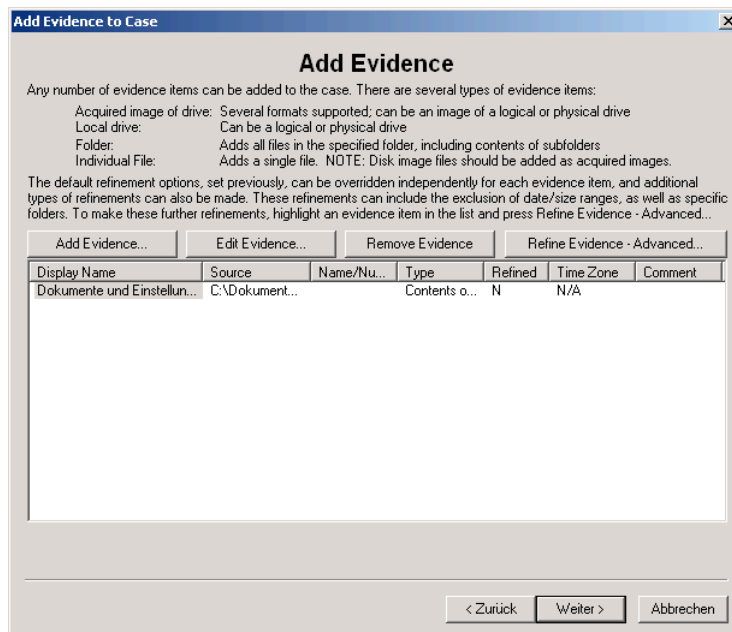 Add Evidence to Case
Add Evidence
Any number of evidence items can be added to the case. There are several types of evidence items:
Acquired image of drive: Several formats supported; can be an image of a logical or physical drive
Local drive: Can be a logical or physical drive
Folder: Adds all files in the specified folder, including contents of subfolders
Individual File: Adds a single file. NOTE: Disk image files should be added as acquired images.
The default refinement options, set previously, can be overridden independently for each evidence item, and additional
types of refinements can also be made. These refinements can include the exclusion of date/size ranges, as well as specific
folders. To make these further refinements, highlight an evidence item in the list and press Refine Evidence - Advanced...
Add Evidence... Edit Evidence... Remove Evidence Refine Evidence - Advanced...
Display Name Source Name/Nu... Type Refined Time Zone Comment
Dokumente und Einstellun... C:\Dokument... Contents o... N N/A
< Zurück Weiter > Abbrechen